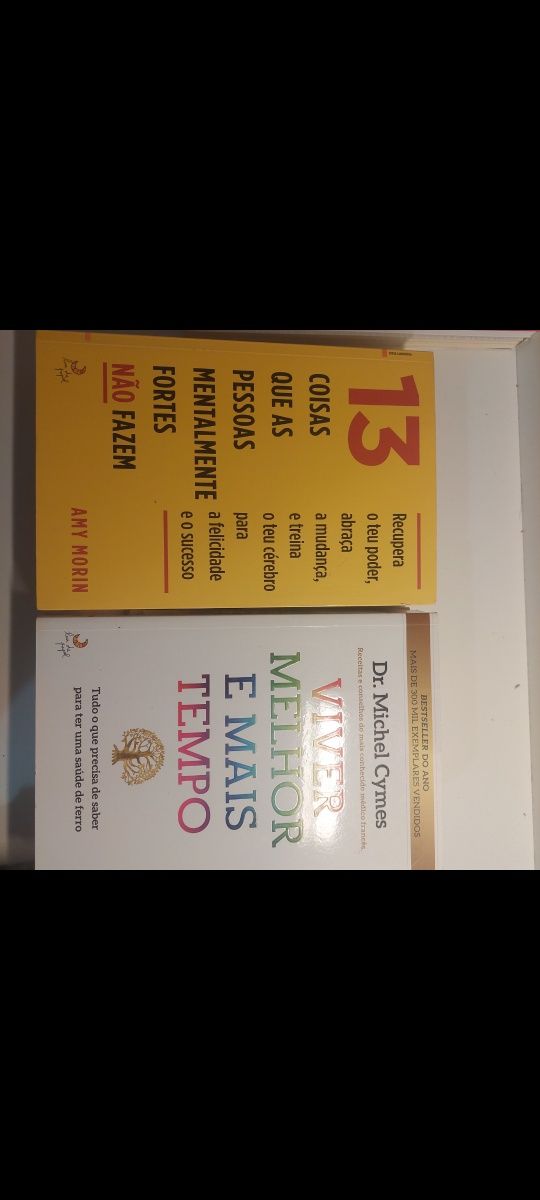 13
COISAS
QUE AS
PESSOAS
MENTALMENTE
FORTES
NÃO FAZEM
Recupera
o teu poder,
abraça
a mudança,
e treina
o teu cérebro
para
a felicidade
e o sucesso
AMY MORIN
BESTSELLER DO ANO
MAIS DE 300 MIL EXEMPLARES VENDIDOS
Dr. Michel Cymes
Receitas e conselhos do mais conhecido médico francês.
VIVER
MELHOR
E MAIS
TEMPO
Tudo o que precisa de saber
para ter uma saúde de ferro